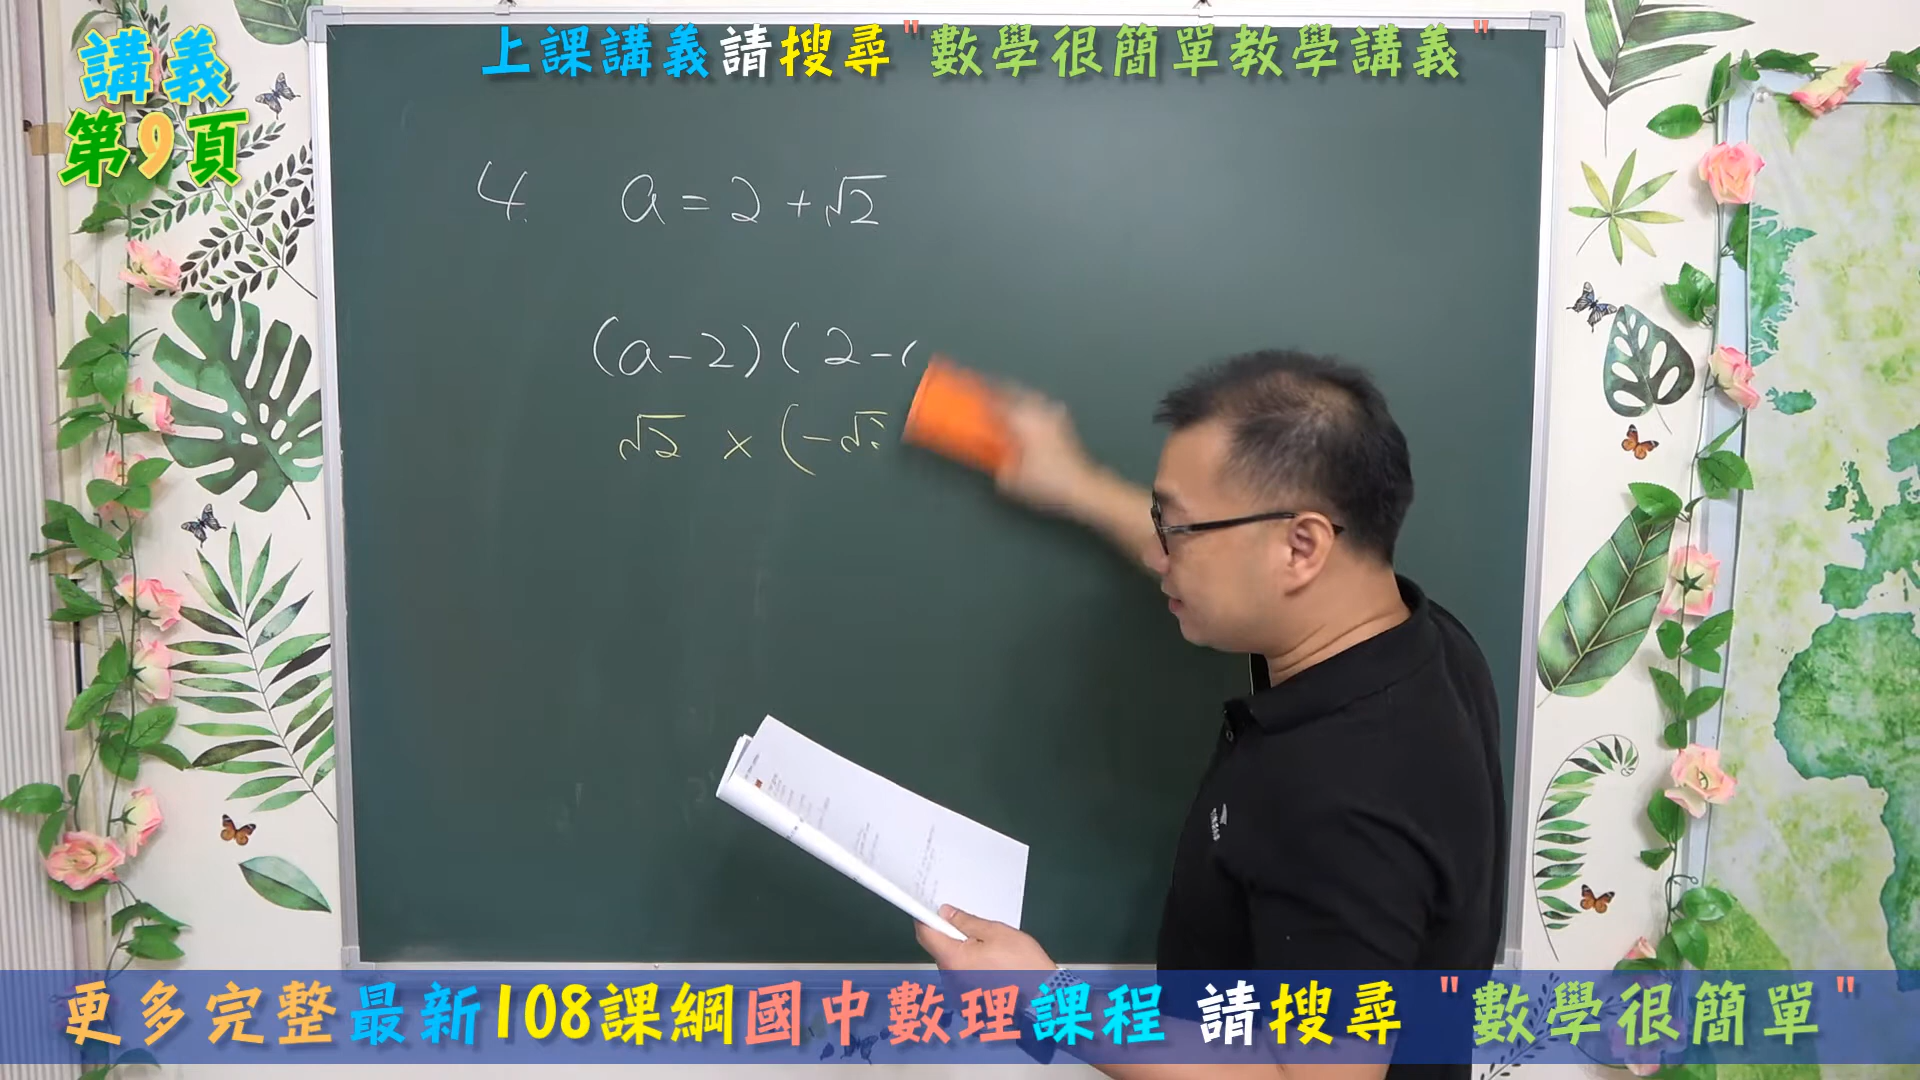 上課講義請搜尋"數學很簡單教學講義"
講義
第9頁
4. a=2+√2
(a-2)(2-
√2 × (-√
更多完整最新108課綱國中數理課程 請搜尋 "數學很簡單"